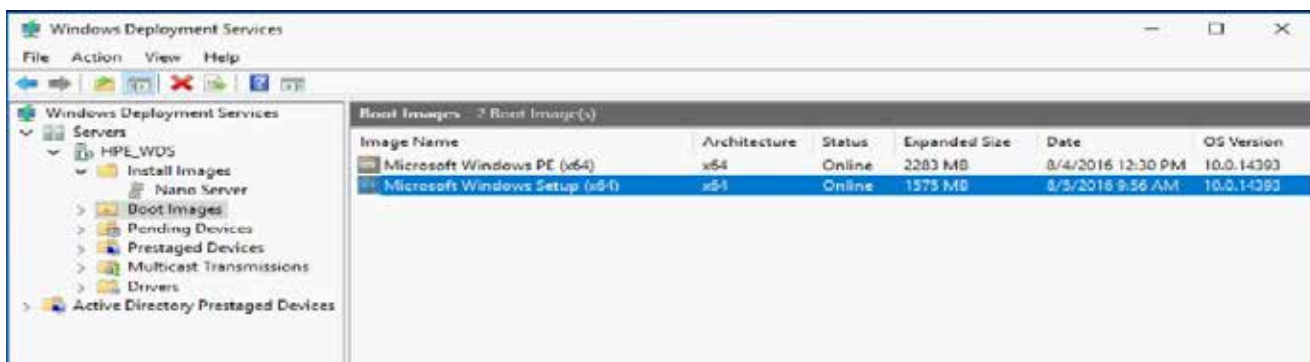 Windows Deployment Services
File Action View Help
Windows Deployment Services
Servers
HPE_WDS
Install Images
Nano Server
Boot Images
Pending Devices
Prestaged Devices
Multicast Transmissions
Drivers
Active Directory Prestaged Devices
Boot Images 2 Boot Image(s)
Image Name Architecture Status Expanded Size Date OS Version
Microsoft Windows PE (x64) x64 Online 2283 MB 8/4/2016 12:30 PM 10.0.14393
Microsoft Windows Setup (x64) x64 Online 1575 MB 8/5/2016 9:56 AM 10.0.14393